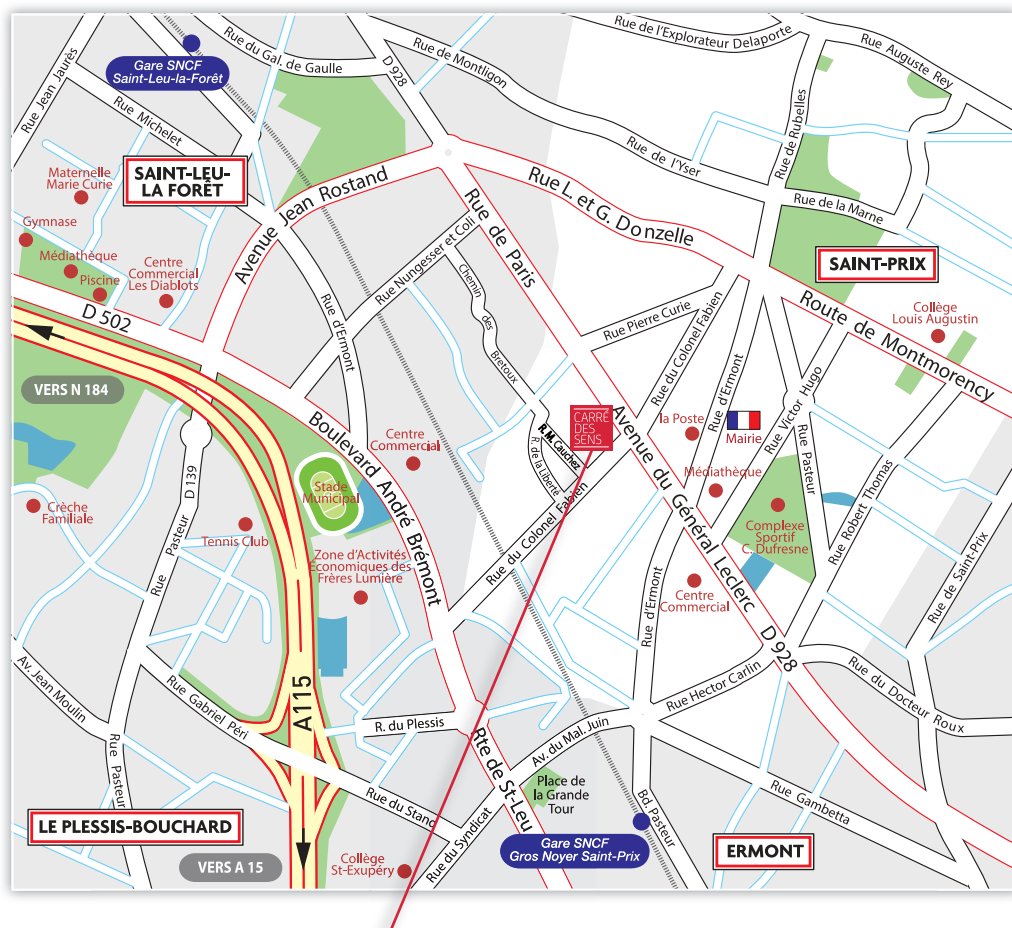 Rue de l'Explorateur Delaporte
Rue Auguste Rey
Rue du Gal. de Gaulle
D 928
Rue de Montligon
Gare SNCF
Saint-Leu-la-Forêt
Rue Jean Jaurès
Rue Michelet
Rue de Rubelles
Rue de l'Yser
Rue de la Marne
Maternelle
Marie Curie
SAINT-LEU-
LA FORÊT
Avenue Jean Rostand
Rue L. et G. Donzelle
Rue de Paris
Gymnase
Médiathèque
Piscine
Centre
Commercial
Les Diablots
Rue Nungesser et Coli
Chemin des Bretoux
SAINT-PRIX
Route de Montmorency
Collège
Louis Augustin
D 502
Rue d'Ermont
Rue Pierre Curie
Rue du Colonel Fabien
Rue d'Ermont
Rue Victor Hugo
VERS N 184
Boulevard André Brémont
Centre
Commercial
CARRÉ
DES
SENS
R. M. Cauchez
R. de la Liberté
la Poste
Mairie
Rue Pasteur
Avenue du Général Leclerc
Médiathèque
Rue Robert Thomas
D 139
Stade
Municipal
Crèche
Familiale
Tennis Club
Complexe
Sportif
C. Dufresne
Rue du Colonel Fabien
Zone d'Activités
Économiques des
Frères Lumière
Rue Pasteur
Centre
Commercial
Rue d'Ermont
Rue de Saint-Prix
D 928
Av. Jean Moulin
Rue Gabriel Péri
A115
Rue Hector Carlin
Rue du Docteur Roux
R. du Plessis
Rte de St-Leu
Av. du Mal. Juin
Rue Pasteur
Rue du Stand
Place de
la Grande
Tour
Rue Gambetta
Bd. Pasteur
LE PLESSIS-BOUCHARD
Rue du Syndicat
Gare SNCF
Gros Noyer Saint-Prix
ERMONT
VERS A 15
Collège
St-Exupéry